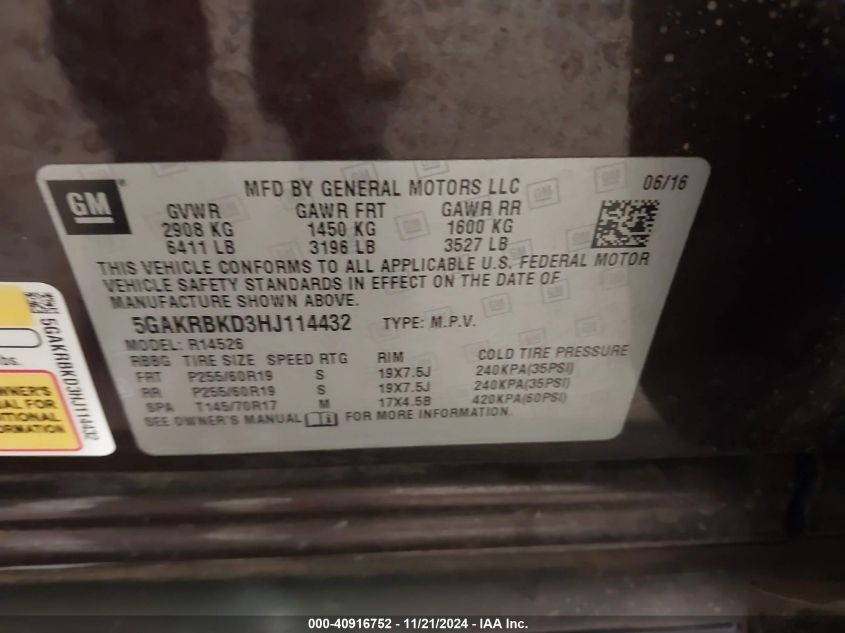 GM
MFD BY GENERAL MOTORS LLC 06/16
GVWR GAWR FRT GAWR RR
2908 KG 1450 KG 1600 KG
6411 LB 3196 LB 3527 LB
THIS VEHICLE CONFORMS TO ALL APPLICABLE U.S. FEDERAL MOTOR
VEHICLE SAFETY STANDARDS IN EFFECT ON THE DATE OF
MANUFACTURE SHOWN ABOVE.
5GAKRBKD3HJ114432 TYPE: M.P.V.
MODEL: R14526
RBBG TIRE SIZE SPEED RTG RIM COLD TIRE PRESSURE
FRT P255/60R19 S 19X7.5J 240KPA(35PSI)
RR P255/60R19 S 19X7.5J 240KPA(35PSI)
SPA T145/70R17 M 17X4.5B 420KPA(60PSI)
SEE OWNER'S MANUAL FOR MORE INFORMATION.
5GAKRBKD3HJ114432
lbs.
OWNER'S
FOR
000-40916752 - 11/21/2024 - IAA Inc.